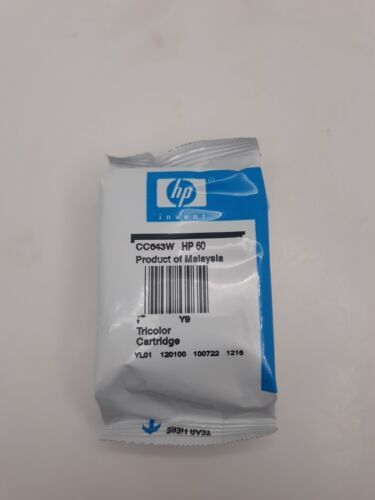 hp
invent
CC643W HP 60
Product of Malaysia
Y9
Tricolor
Cartridge
YL01 120100 100722 1216
TEAR HERE